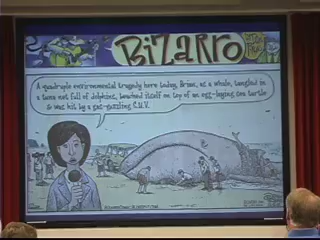 BiZARRO
A quadruple environmental tragedy here today, Brian, as a whale, tangled in
a tuna net full of dolphins, beached itself on top of an egg-laying sea turtle
& was hit by a gas-guzzling S.U.V.